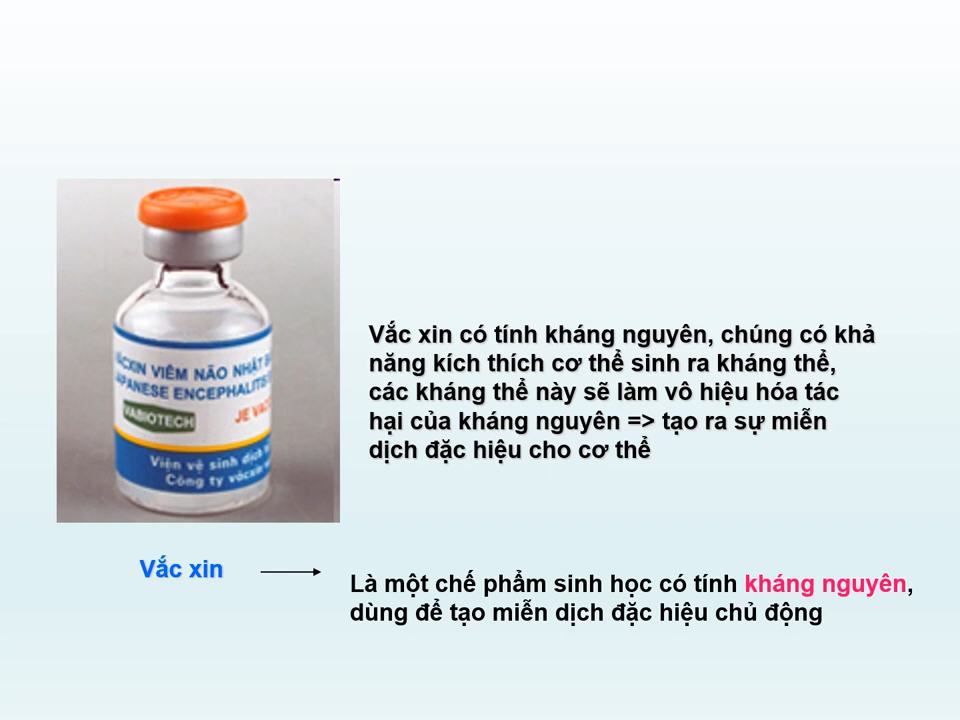 VIÊM NÃO NHẬT
JAPANESE ENCEPHALITIS
VABIOTECH
JE
Viện vệ sinh dịch
Công ty vacxin
Vắc xin có tính kháng nguyên, chúng có khả
năng kích thích cơ thể sinh ra kháng thể,
các kháng thể này sẽ làm vô hiệu hóa tác
hại của kháng nguyên => tạo ra sự miễn
dịch đặc hiệu cho cơ thể
Vắc xin
Là một chế phẩm sinh học có tính kháng nguyên,
dùng để tạo miễn dịch đặc hiệu chủ động